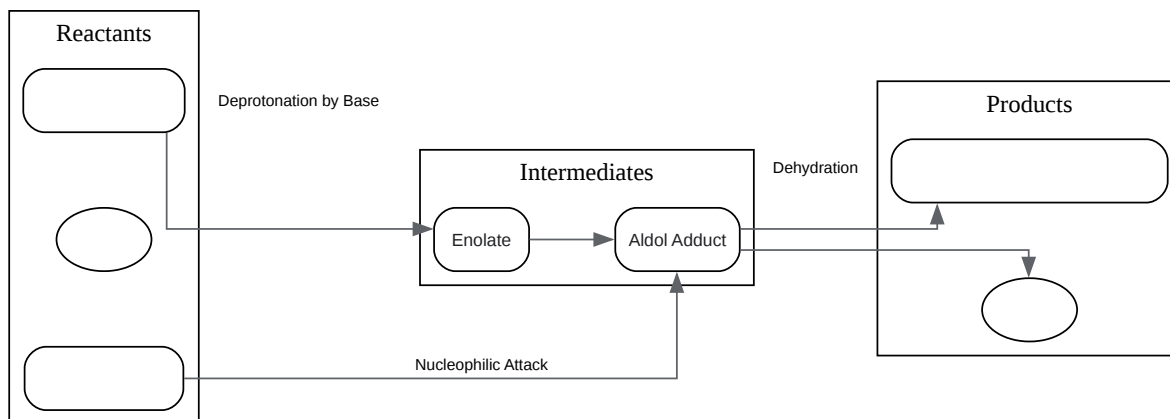 Reactants
Deprotonation by Base
Products
Intermediates
Dehydration
Enolate
Aldol Adduct
Nucleophilic Attack